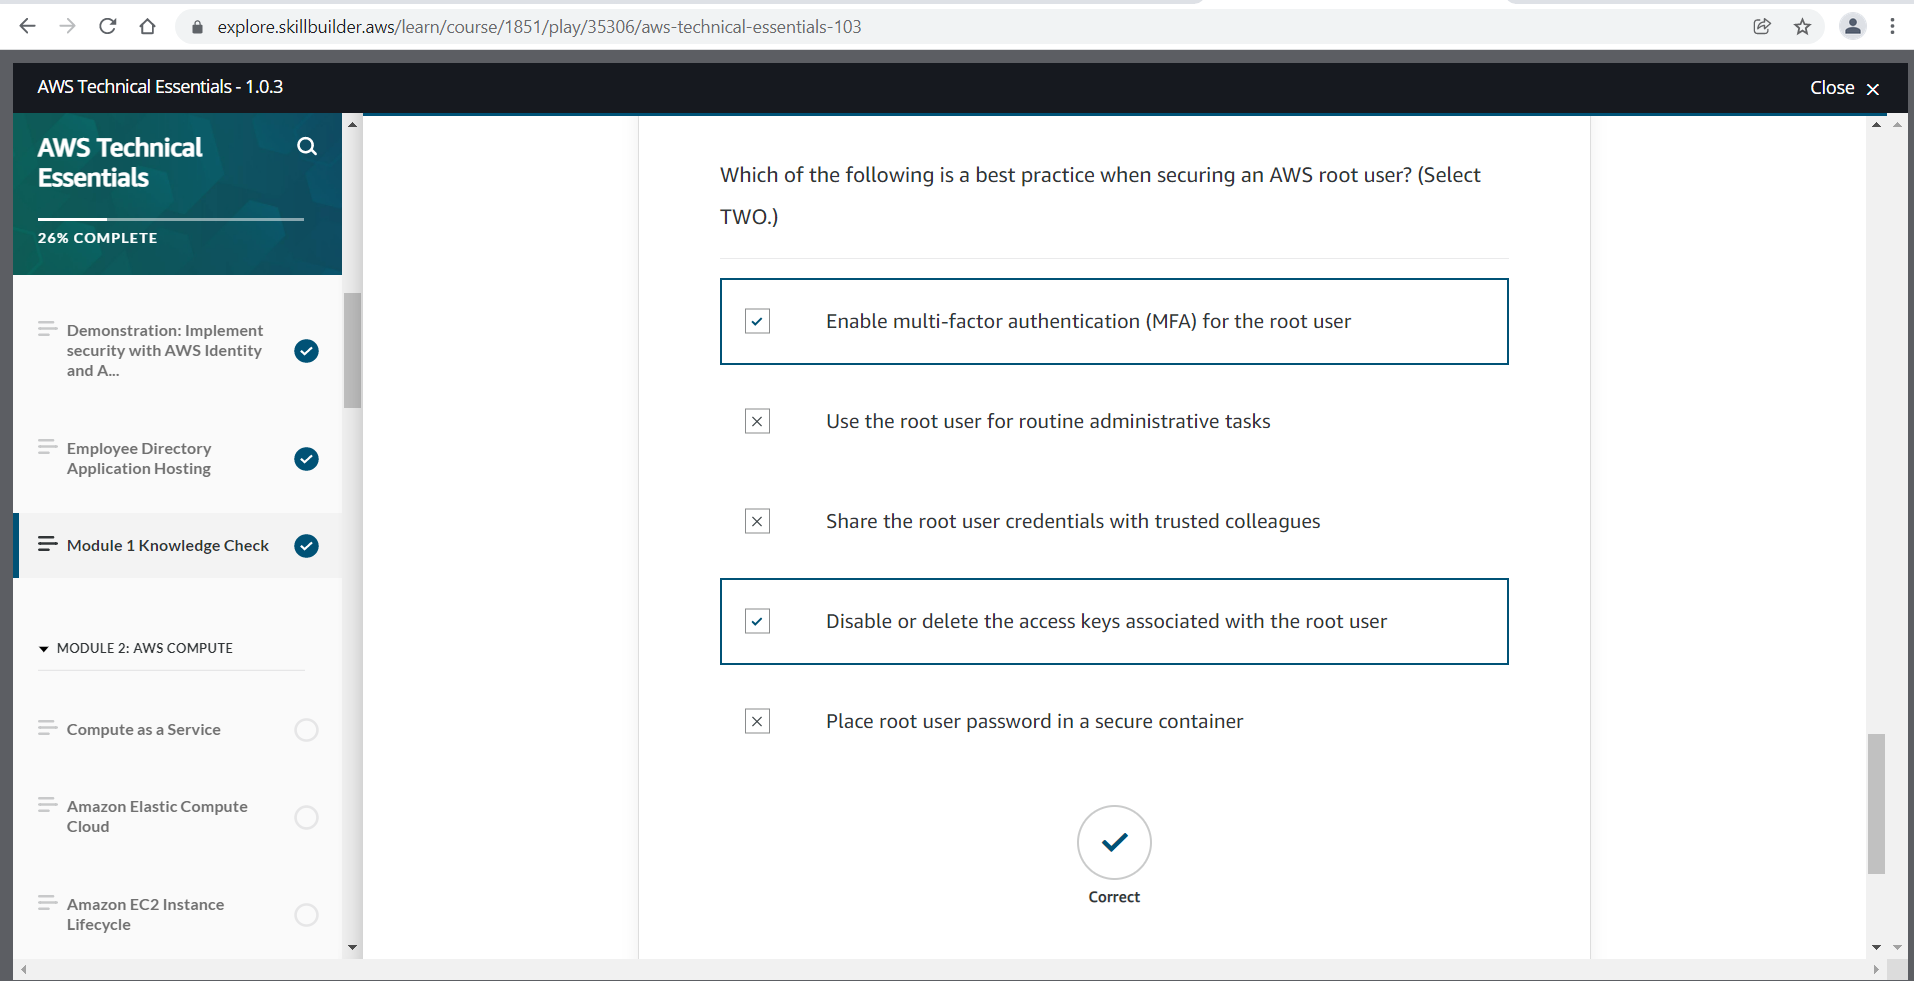 explore.skillbuilder.aws/learn/course/1851/play/35306/aws-technical-essentials-103
AWS Technical Essentials - 1.0.3
Close
AWS Technical
Essentials
26% COMPLETE
Demonstration: Implement
security with AWS Identity
and A...
Employee Directory
Application Hosting
Module 1 Knowledge Check
MODULE 2: AWS COMPUTE
Compute as a Service
Amazon Elastic Compute
Cloud
Amazon EC2 Instance
Lifecycle
Which of the following is a best practice when securing an AWS root user? (Select
TWO.)
Enable multi-factor authentication (MFA) for the root user
Use the root user for routine administrative tasks
Share the root user credentials with trusted colleagues
Disable or delete the access keys associated with the root user
Place root user password in a secure container
Correct